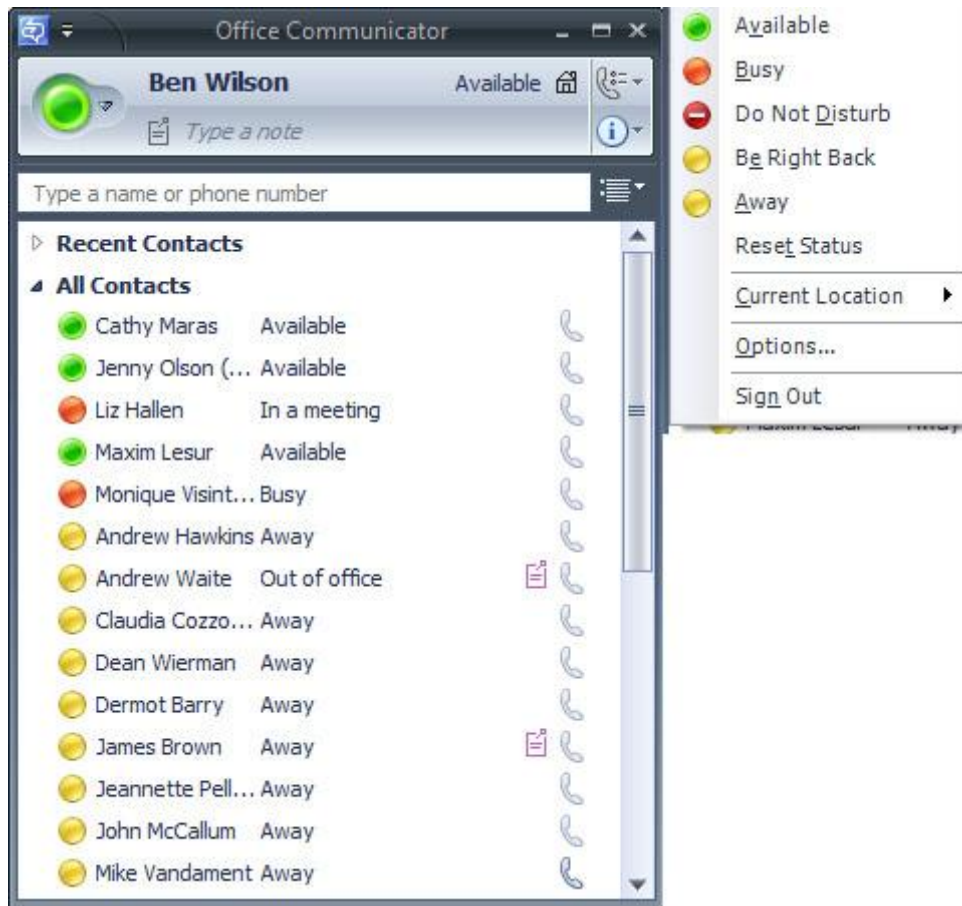 Office Communicator
Ben Wilson Available
Type a note
Type a name or phone number
Recent Contacts
All Contacts
Cathy Maras Available
Jenny Olson (... Available
Liz Hallen In a meeting
Maxim Lesur Available
Monique Visint... Busy
Andrew Hawkins Away
Andrew Waite Out of office
Claudia Cozzo... Away
Dean Wierman Away
Dermot Barry Away
James Brown Away
Jeannette Pell... Away
John McCallum Away
Mike Vandament Away
Available
Busy
Do Not Disturb
Be Right Back
Away
Reset Status
Current Location
Options...
Sign Out
Maxim Lesur Away